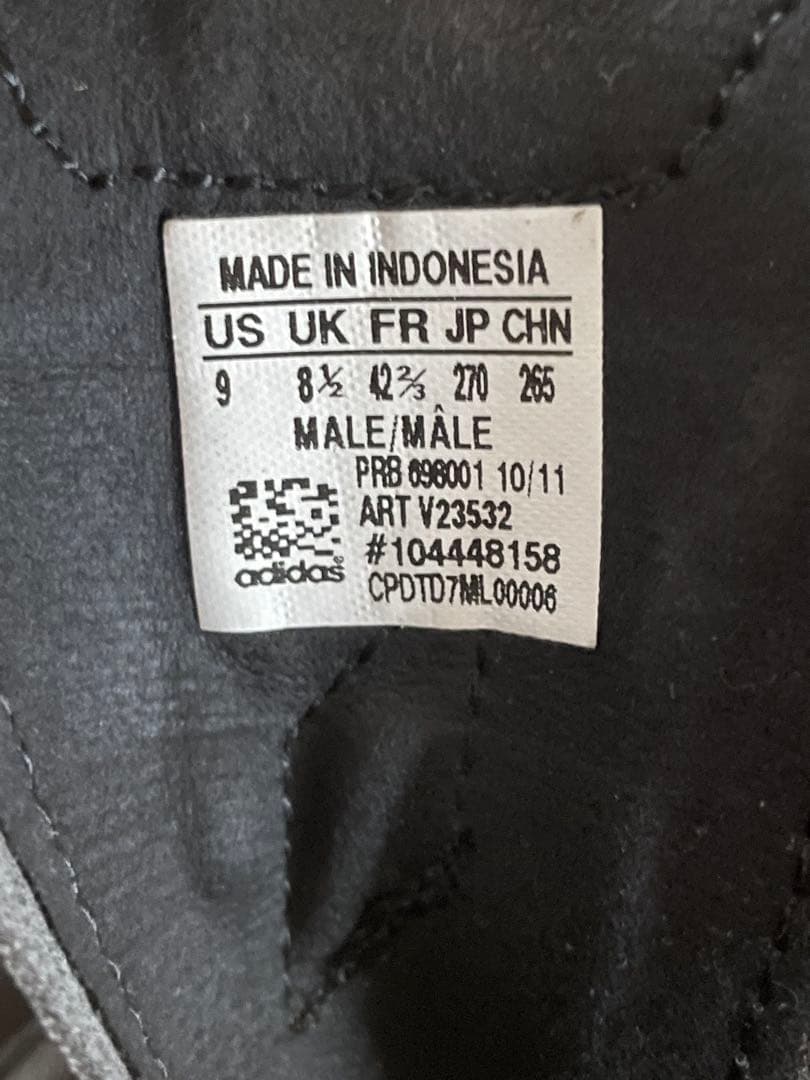 MADE IN INDONESIA
US UK FR JP CHN
9 8½ 42⅔ 270 265
MALE/MÂLE
PRB 698001 10/11
ART V23532
#104448158
adidas®
CPDTD7ML00006